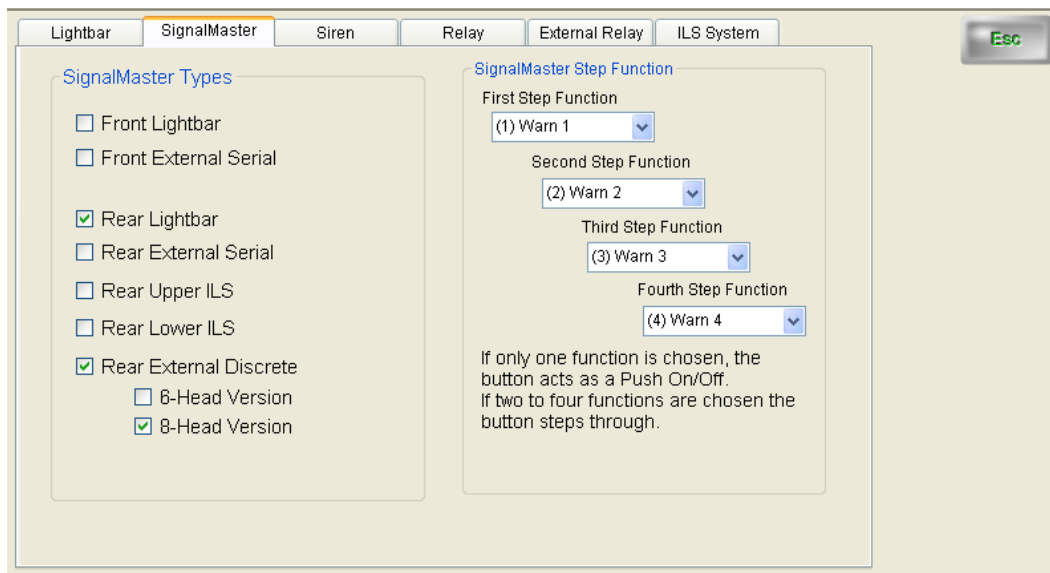 Lightbar
SignalMaster
Siren
Relay
External Relay
ILS System
Esc
SignalMaster Types
Front Lightbar
Front External Serial
Rear Lightbar
Rear External Serial
Rear Upper ILS
Rear Lower ILS
Rear External Discrete
6-Head Version
8-Head Version
SignalMaster Step Function
First Step Function
(1) Warn 1
Second Step Function
(2) Warn 2
Third Step Function
(3) Warn 3
Fourth Step Function
(4) Warn 4
If only one function is chosen, the
button acts as a Push On/Off.
If two to four functions are chosen the
button steps through.